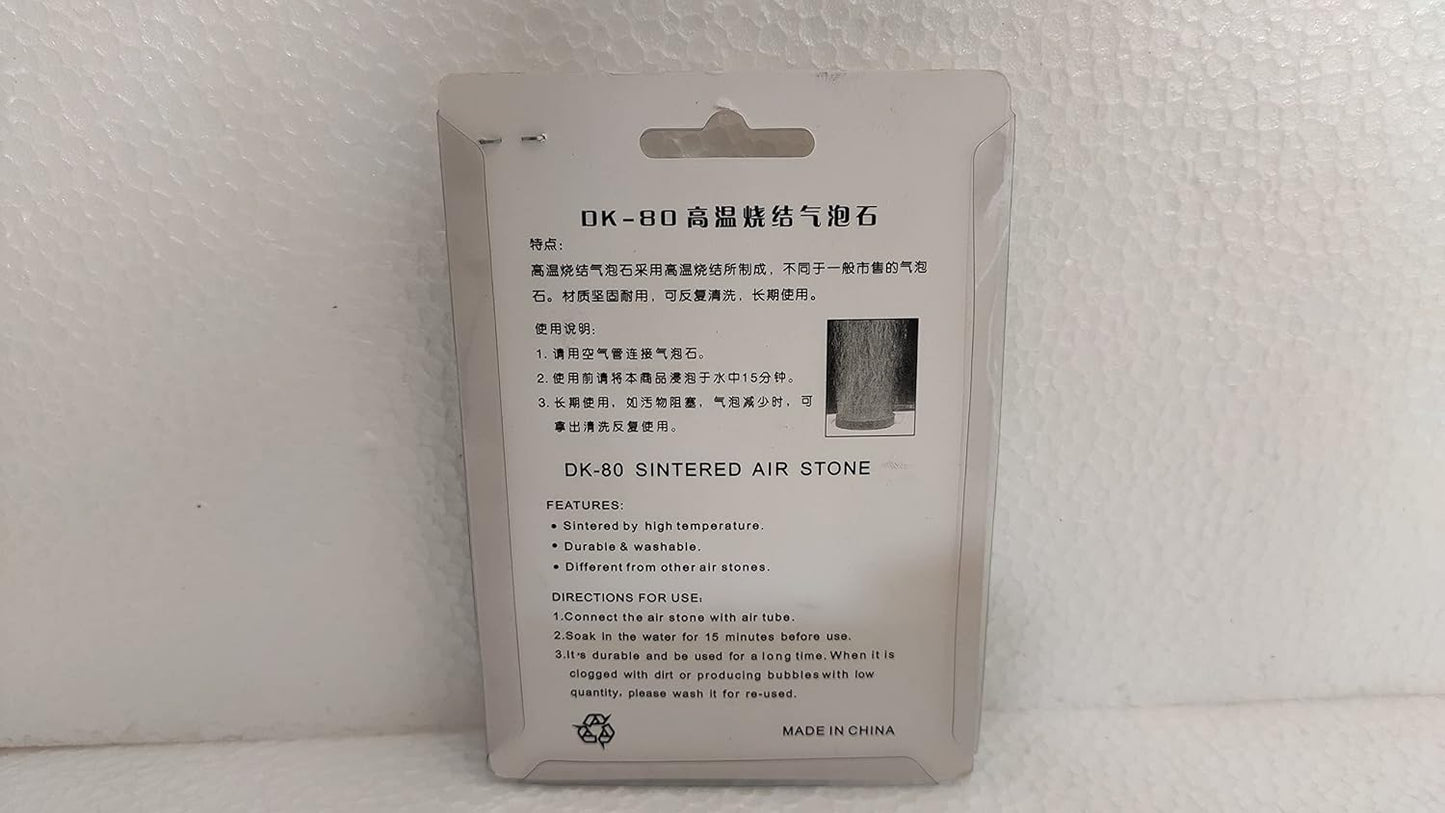 DK-80高温烧结气泡石
特点：
高温烧结气泡石采用高温烧结所制成，不同于一般市售的气泡
石。材质坚固耐用，可反复清洗，长期使用。
使用说明：
1. 请用空气管连接气泡石。
2. 使用前请将本商品浸泡于水中15分钟。
3. 长期使用，如污物阻塞，气泡减少时，可
拿出清洗反复使用。
DK-80 SINTERED AIR STONE
FEATURES:
• Sintered by high temperature.
• Durable & washable.
• Different from other air stones.
DIRECTIONS FOR USE:
1.Connect the air stone with air tube.
2.Soak in the water for 15 minutes before use.
3.It's durable and be used for a long time. When it is
clogged with dirt or producing bubbles with low
quantity, please wash it for re-used.
MADE IN CHINA